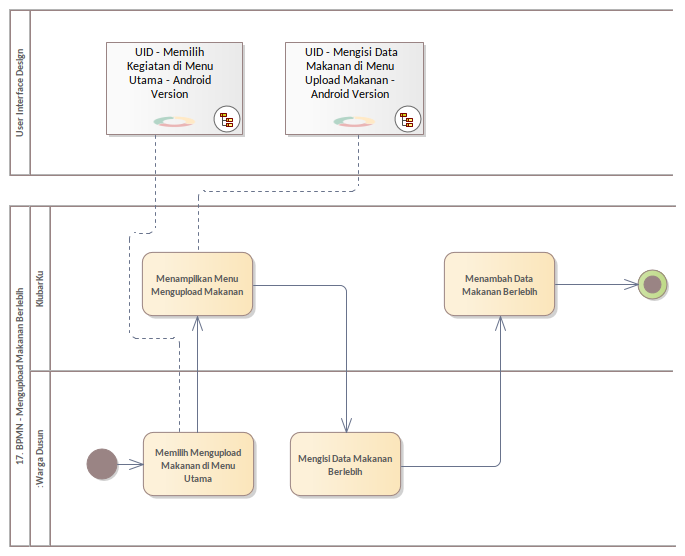 User Interface Design
UID - Memilih
Kegiatan di Menu
Utama - Android
Version
UID - Mengisi Data
Makanan di Menu
Upload Makanan -
Android Version
17. BPMN - Mengupload Makanan Berlebih
KlubarKu
Menampilkan Menu
Mengupload Makanan
Menambah Data
Makanan Berlebih
:Warga Dusun
Memilih Mengupload
Makanan di Menu
Utama
Mengisi Data Makanan
Berlebih